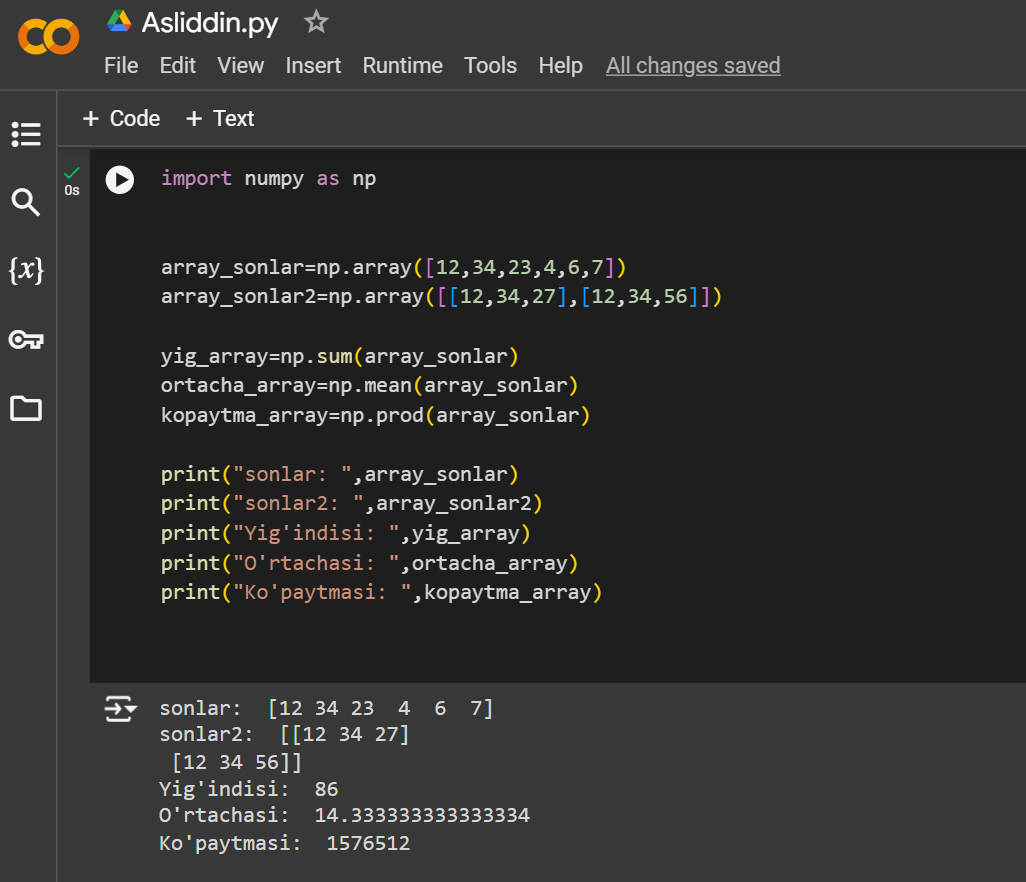 Asliddin.py
File Edit View Insert Runtime Tools Help All changes saved
+ Code + Text
0s
import numpy as np
array_sonlar=np.array([12,34,23,4,6,7])
array_sonlar2=np.array([[12,34,27],[12,34,56]])
yig_array=np.sum(array_sonlar)
ortacha_array=np.mean(array_sonlar)
kopaytma_array=np.prod(array_sonlar)
print("sonlar: ",array_sonlar)
print("sonlar2: ",array_sonlar2)
print("Yig'indisi: ",yig_array)
print("O'rtachasi: ",ortacha_array)
print("Ko'paytmasi: ",kopaytma_array)
sonlar:  [12 34 23  4  6  7]
sonlar2:  [[12 34 27]
 [12 34 56]]
Yig'indisi:  86
O'rtachasi:  14.333333333333334
Ko'paytmasi:  1576512
{x}